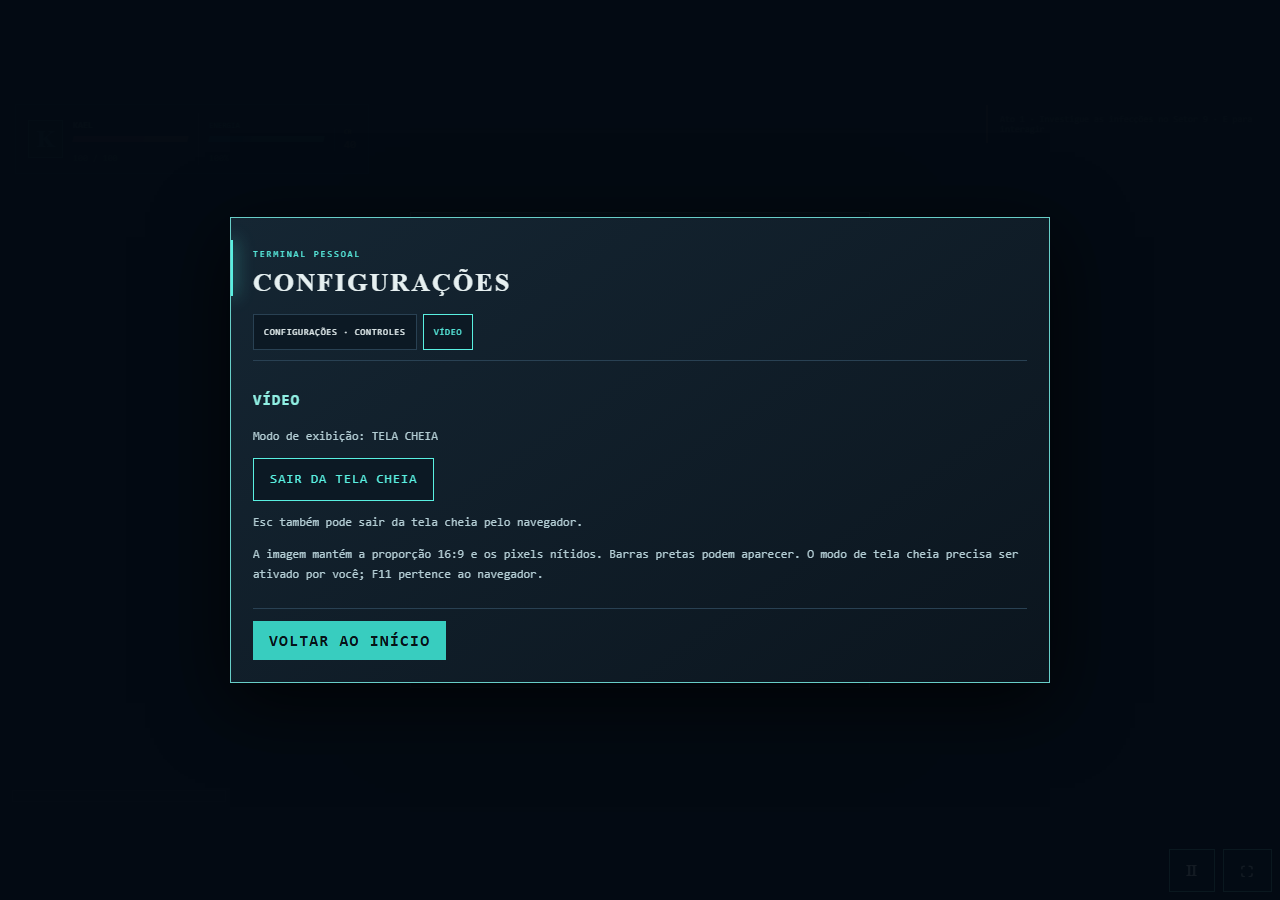 TERMINAL PESSOAL
CONFIGURAÇÕES
CONFIGURAÇÕES · CONTROLES
VÍDEO
VÍDEO
Modo de exibição: TELA CHEIA
SAIR DA TELA CHEIA
Esc também pode sair da tela cheia pelo navegador.
A imagem mantém a proporção 16:9 e os pixels nítidos. Barras pretas podem aparecer. O modo de tela cheia precisa ser
ativado por você; F11 pertence ao navegador.
VOLTAR AO INÍCIO